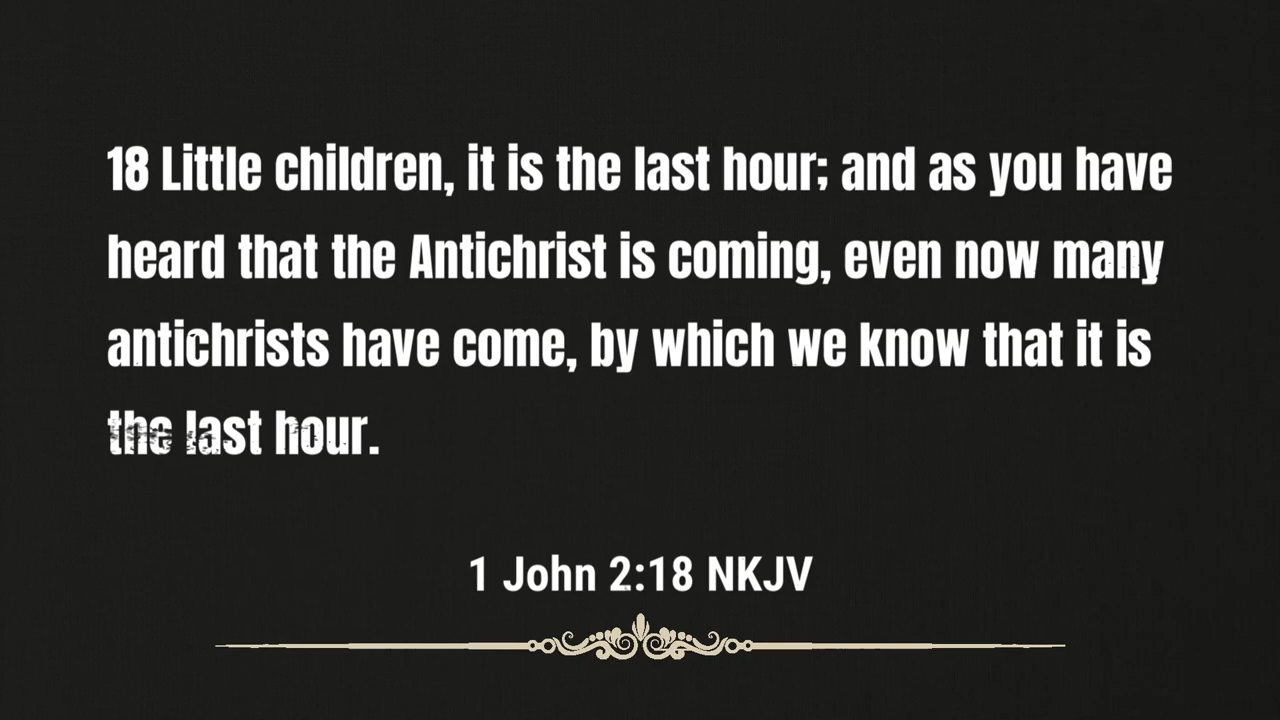 18 Little children, it is the last hour; and as you have
heard that the Antichrist is coming, even now many
antichrists have come, by which we know that it is
the last hour.
1 John 2:18 NKJV